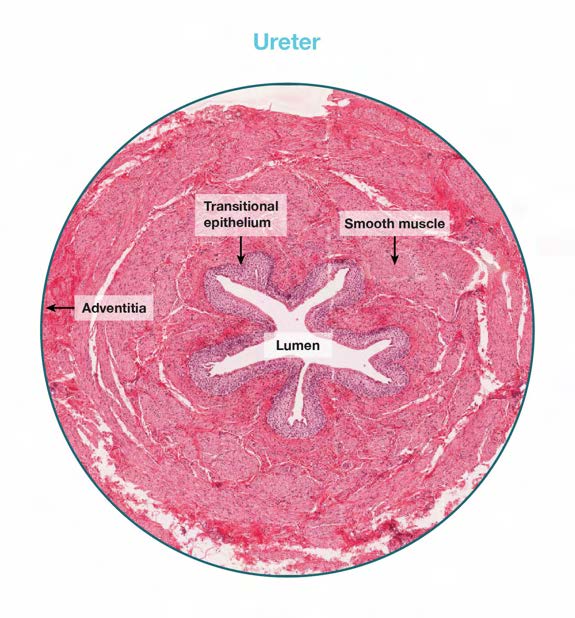 Ureter
Transitional
epithelium
Smooth muscle
Adventitia
Lumen